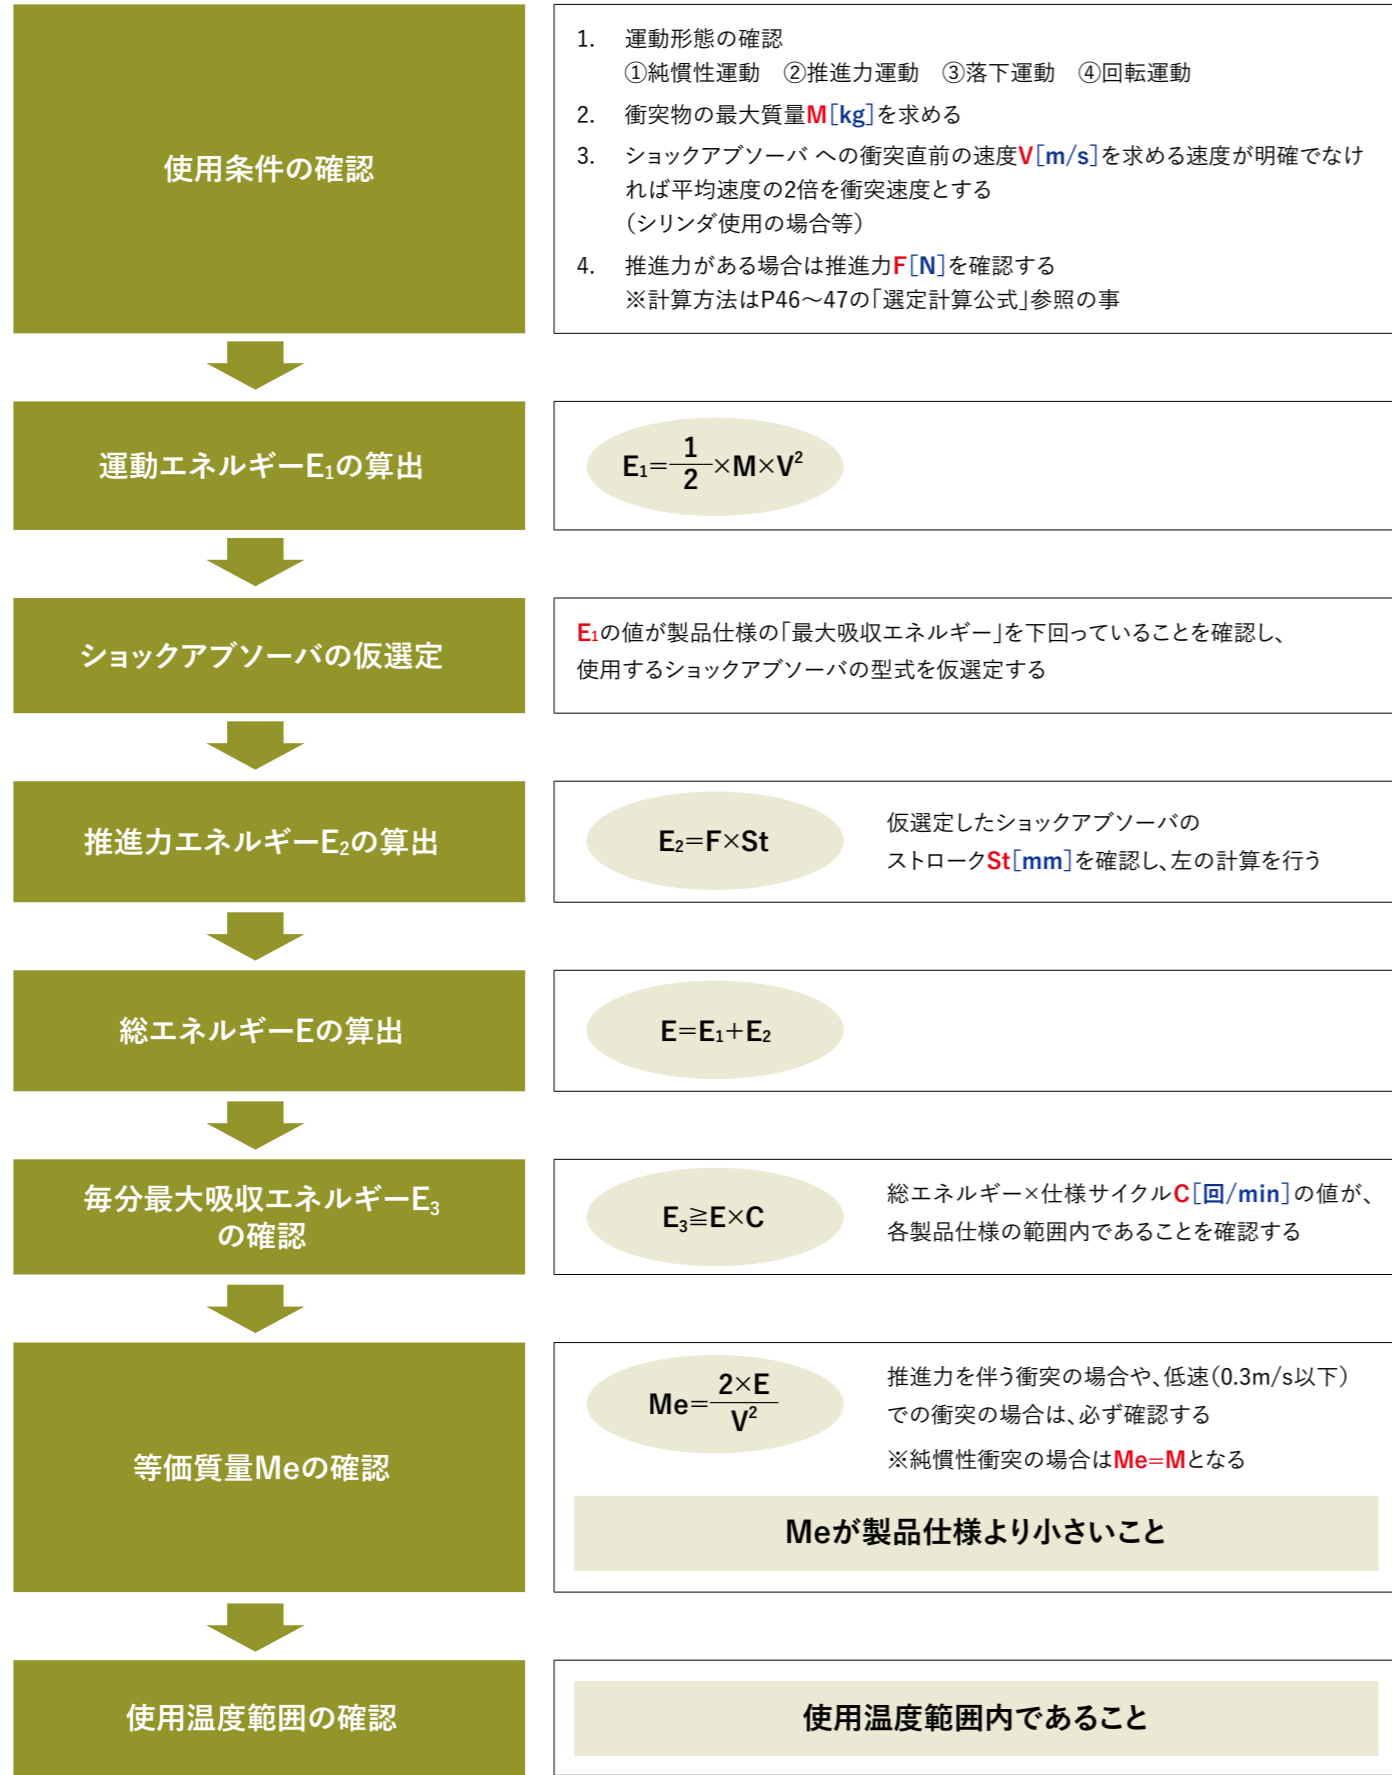 使用条件の確認
1. 運動形態の確認
①純慣性運動 ②推進力運動 ③落下運動 ④回転運動
2. 衝突物の最大質量M[kg]を求める
3. ショックアブソーバ への衝突直前の速度V[m/s]を求める速度が明確でなけ
れば平均速度の2倍を衝突速度とする
（シリンダ使用の場合等）
4. 推進力がある場合は推進力F[N]を確認する
※計算方法はP46～47の「選定計算公式」参照の事
運動エネルギーE₁の算出
E₁=1/2×M×V²
ショックアブソーバの仮選定
E₁の値が製品仕様の「最大吸収エネルギー」を下回っていることを確認し、
使用するショックアブソーバの型式を仮選定する
推進力エネルギーE₂の算出
E₂=F×St
仮選定したショックアブソーバの
ストロークSt[mm]を確認し、左の計算を行う
総エネルギーEの算出
E=E₁+E₂
毎分最大吸収エネルギーE₃
の確認
E₃≧E×C
総エネルギー×仕様サイクルC[回/min]の値が、
各製品仕様の範囲内であることを確認する
等価質量Meの確認
Me=2×E/V²
推進力を伴う衝突の場合や、低速（0.3m/s以下）
での衝突の場合は、必ず確認する
※純慣性衝突の場合はMe=Mとなる
Meが製品仕様より小さいこと
使用温度範囲の確認
使用温度範囲内であること